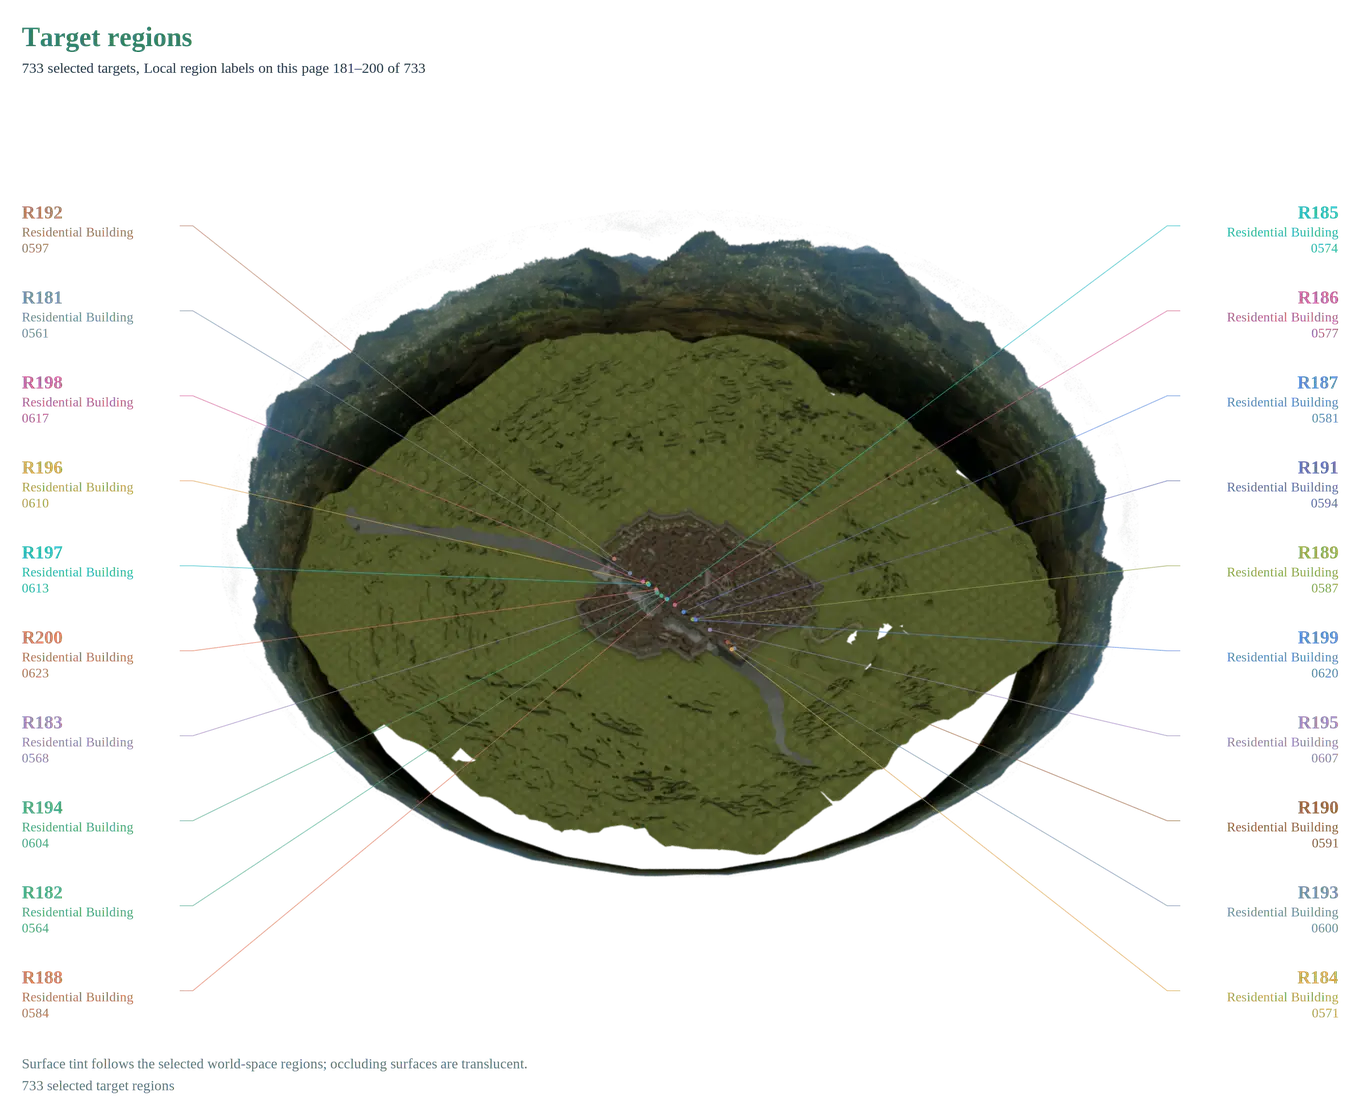 Target regions
733 selected targets, Local region labels on this page 181–200 of 733
R192
Residential Building
0597
R181
Residential Building
0561
R198
Residential Building
0617
R196
Residential Building
0610
R197
Residential Building
0613
R200
Residential Building
0623
R183
Residential Building
0568
R194
Residential Building
0604
R182
Residential Building
0564
R188
Residential Building
0584
R185
Residential Building
0574
R186
Residential Building
0577
R187
Residential Building
0581
R191
Residential Building
0594
R189
Residential Building
0587
R199
Residential Building
0620
R195
Residential Building
0607
R190
Residential Building
0591
R193
Residential Building
0600
R184
Residential Building
0571
Surface tint follows the selected world-space regions; occluding surfaces are translucent.
733 selected target regions